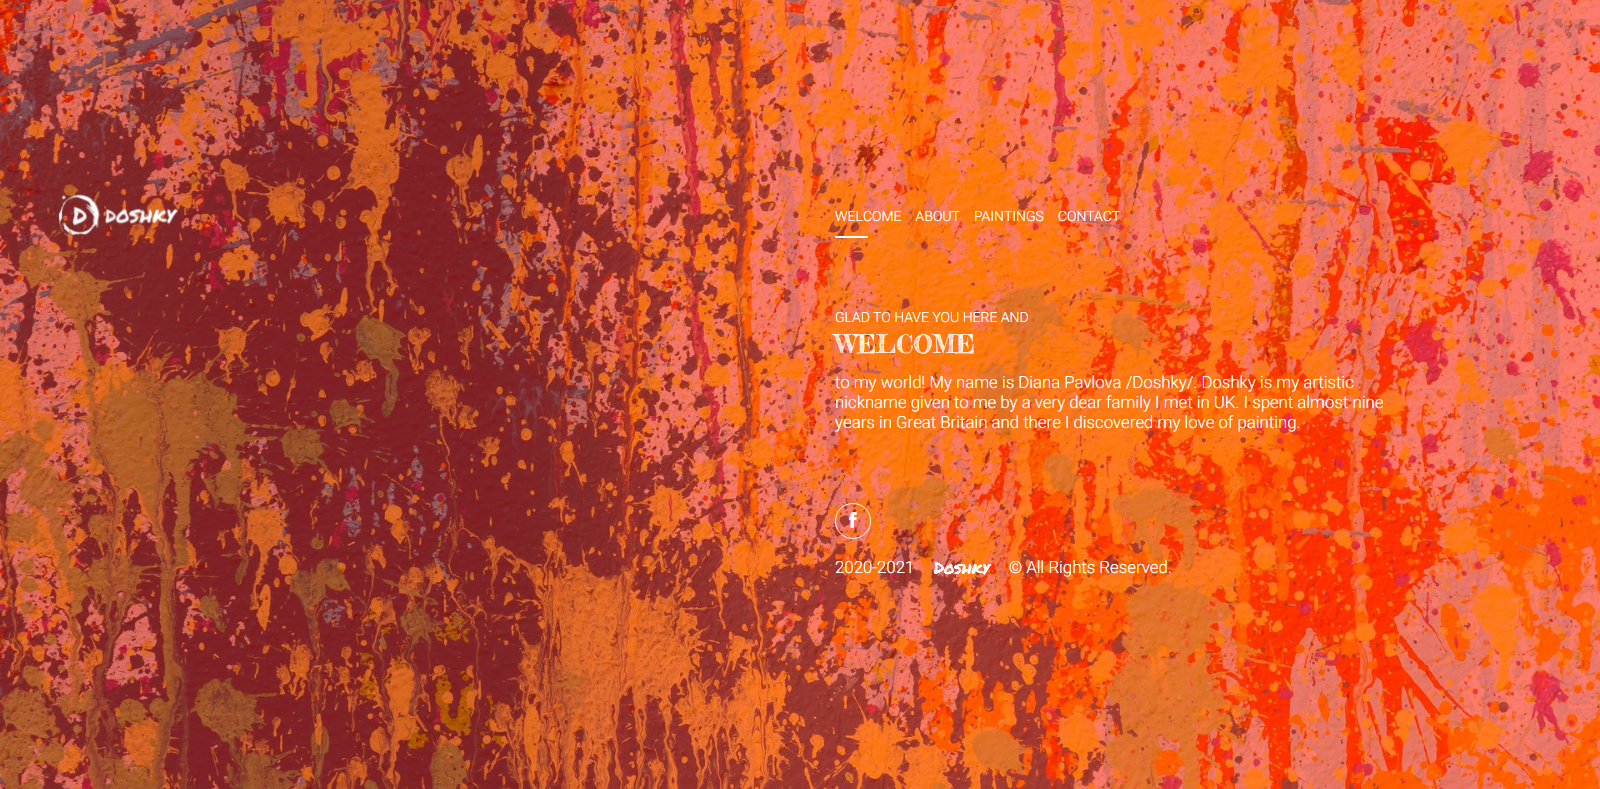 DOSHKY
WELCOME ABOUT PAINTINGS CONTACT
GLAD TO HAVE YOU HERE AND
WELCOME
to my world! My name is Diana Pavlova /Doshky/. Doshky is my artistic
nickname given to me by a very dear family I met in UK. I spent almost nine
years in Great Britain and there I discovered my love of painting.
f
2020-2021 DOSHKY © All Rights Reserved.